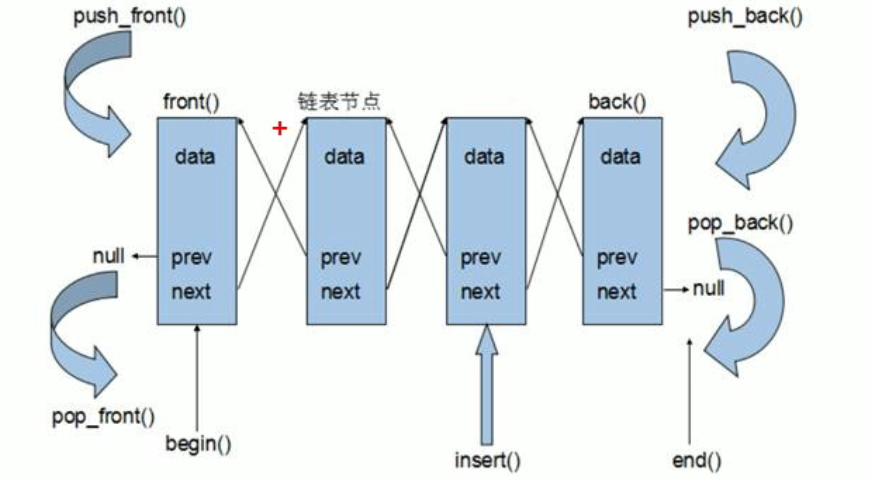 push_front()
push_back()
front()
链表节点
back()
data
data
data
data
pop_back()
null
prev
prev
prev
prev
next
next
next
next
null
pop_front()
begin()
insert()
end()